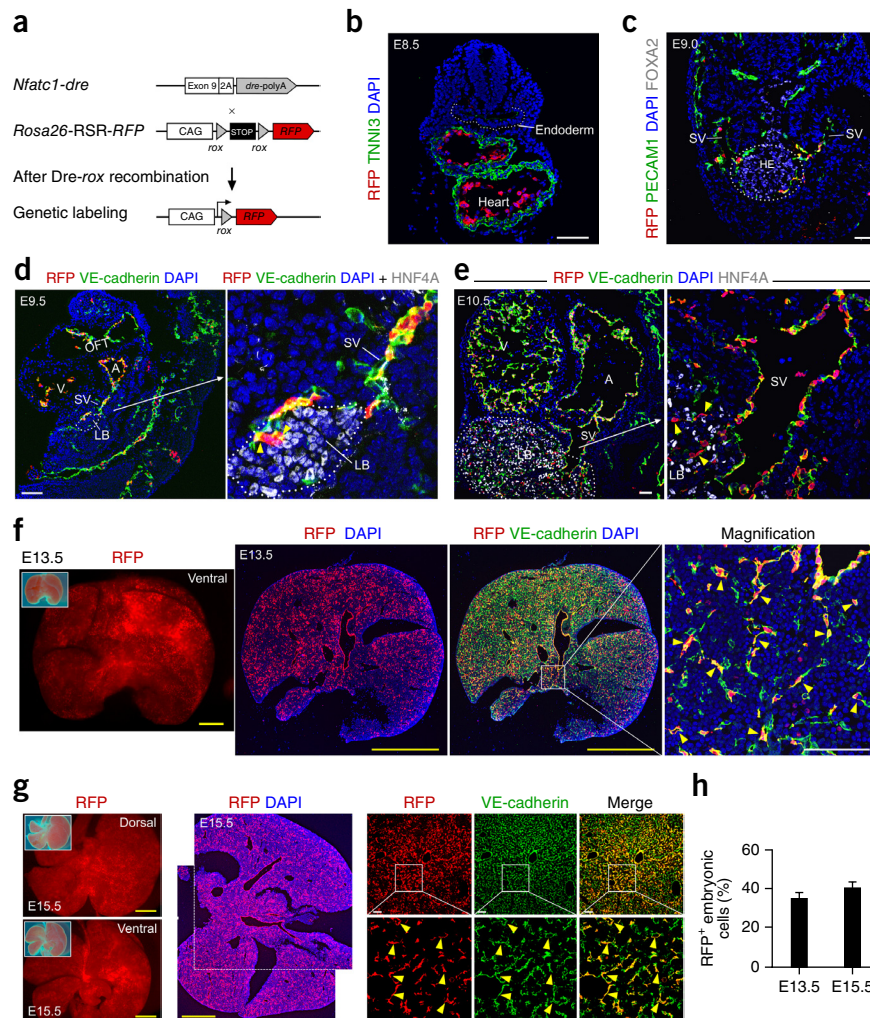 a
Nfatc1-dre
Exon 9 2A dre-polyA
×
Rosa26-RSR-RFP
CAG STOP RFP
rox rox
After Dre-rox recombination
Genetic labeling
CAG RFP
rox
b
RFP TNNI3 DAPI
E8.5
Endoderm
Heart
c
RFP PECAM1 DAPI FOXA2
E9.0
SV
SV
HE
d
RFP VE-cadherin DAPI
RFP VE-cadherin DAPI + HNF4A
E9.5
OFT
A
V
SV
LB
SV
LB
e
RFP VE-cadherin DAPI HNF4A
E10.5
V
A
SV
LB
SV
LB
f
E13.5 RFP
Ventral
RFP DAPI
E13.5
RFP VE-cadherin DAPI
Magnification
g
RFP
Dorsal
E15.5
Ventral
E15.5
RFP DAPI
E15.5
RFP VE-cadherin Merge
h
RFP+ embryonic
cells (%)
60
40
20
0
E13.5 E15.5